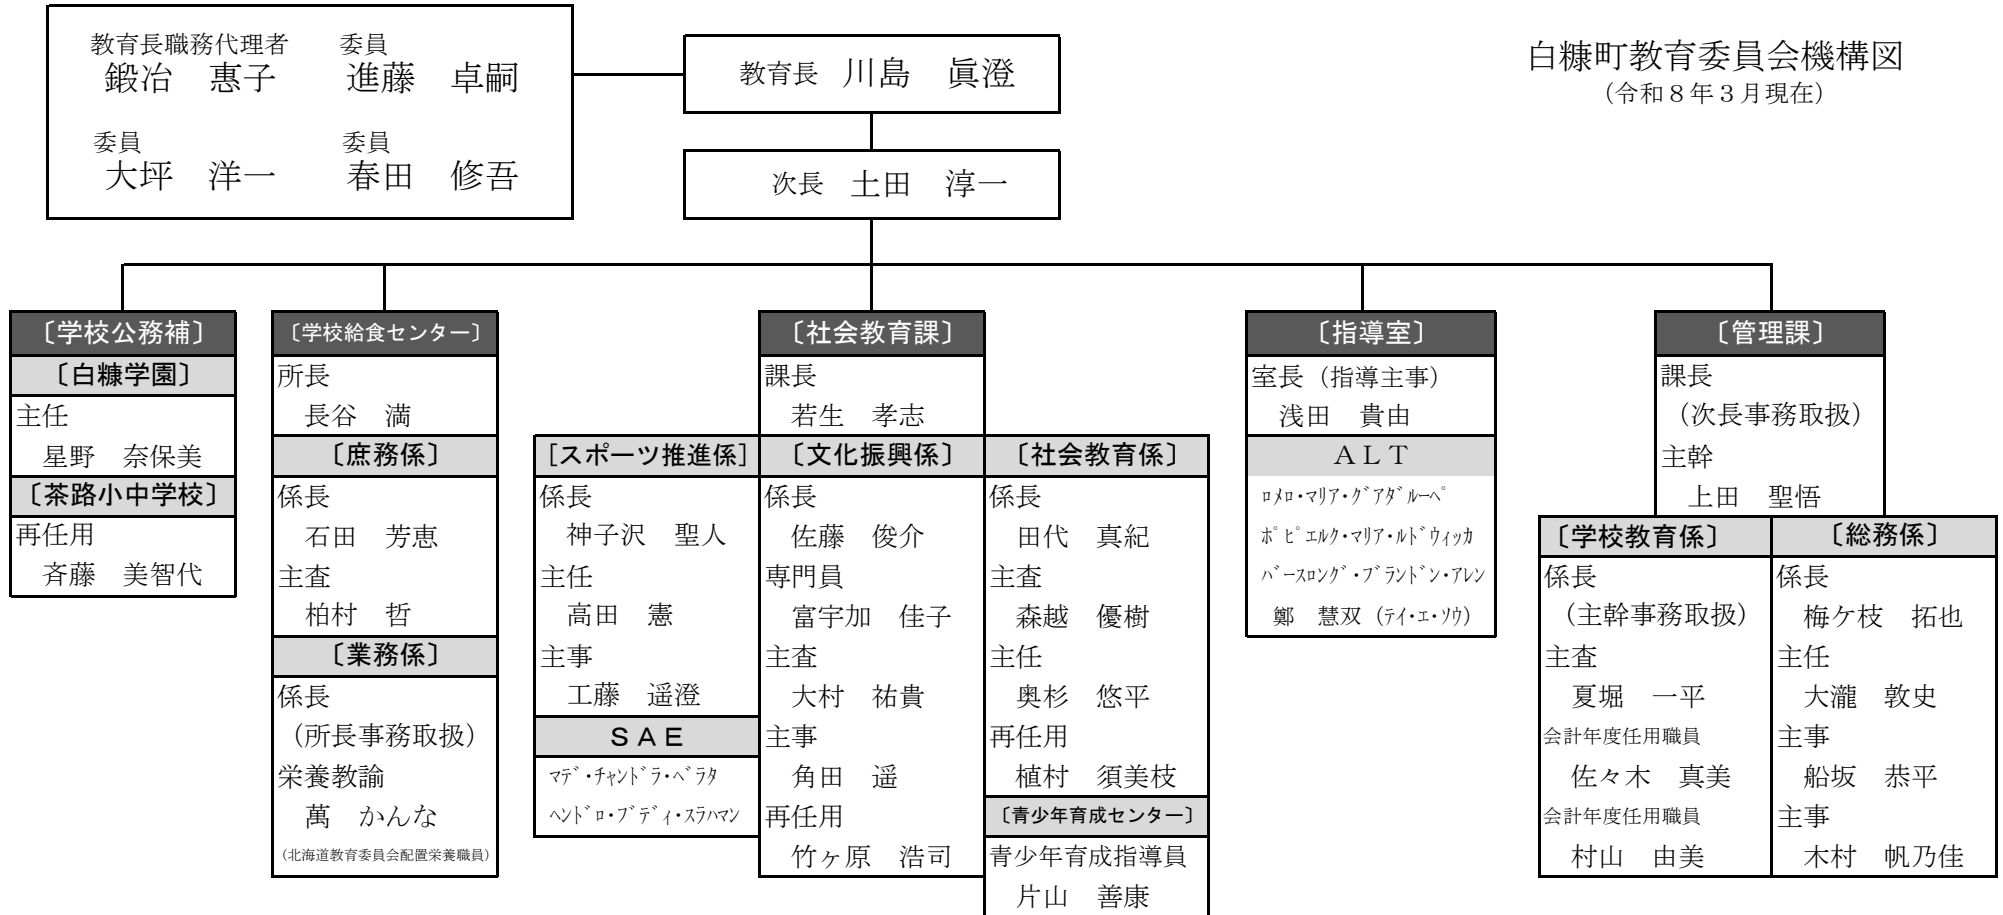 白糠町教育委員会機構図
（令和８年３月現在）
教育長職務代理者　委員
鍛冶　惠子　進藤　卓嗣
委員　委員
大坪　洋一　春田　修吾
教育長　川島　眞澄
次長　土田　淳一
〔学校公務補〕
〔白糠学園〕
主任
星野　奈保美
〔茶路小中学校〕
再任用
斉藤　美智代
〔学校給食センター〕
所長
長谷　満
〔庶務係〕
係長
石田　芳恵
主査
柏村　哲
〔業務係〕
係長
（所長事務取扱）
栄養教諭
萬　かんな
（北海道教育委員会配置栄養職員）
〔社会教育課〕
課長
若生　孝志
［スポーツ推進係］
係長
神子沢　聖人
主任
高田　憲
主事
工藤　遥澄
ＳＡＥ
ﾏﾃﾞ･ﾁｬﾝﾄﾞﾗ･ﾍﾞﾗﾀ
ﾍﾝﾄﾞﾛ･ﾌﾞﾃﾞｨ･ｽﾗﾊﾏﾝ
〔文化振興係〕
係長
佐藤　俊介
専門員
富宇加　佳子
主査
大村　祐貴
主事
角田　遥
再任用
竹ヶ原　浩司
〔社会教育係〕
係長
田代　真紀
主査
森越　優樹
主任
奥杉　悠平
再任用
植村　須美枝
〔青少年育成センター〕
青少年育成指導員
片山　善康
〔指導室〕
室長（指導主事）
浅田　貴由
ＡＬＴ
ﾛﾒﾛ･ﾏﾘｱ･ｸﾞｱﾀﾞﾙｰﾍﾟ
ﾎﾟﾋﾟｴﾙｸ･ﾏﾘｱ･ﾙﾄﾞｳｨｯｶ
ﾊﾞｰｽﾛﾝｸﾞ･ﾌﾞﾗﾝﾄﾞﾝ･ｱﾚﾝ
鄭　慧双（ﾃｲ･ｴ･ｿｳ）
〔管理課〕
課長
（次長事務取扱）
主幹
上田　聖悟
〔学校教育係〕
係長
（主幹事務取扱）
主査
夏堀　一平
会計年度任用職員
佐々木　真美
会計年度任用職員
村山　由美
〔総務係〕
係長
梅ケ枝　拓也
主任
大瀧　敦史
主事
船坂　恭平
主事
木村　帆乃佳